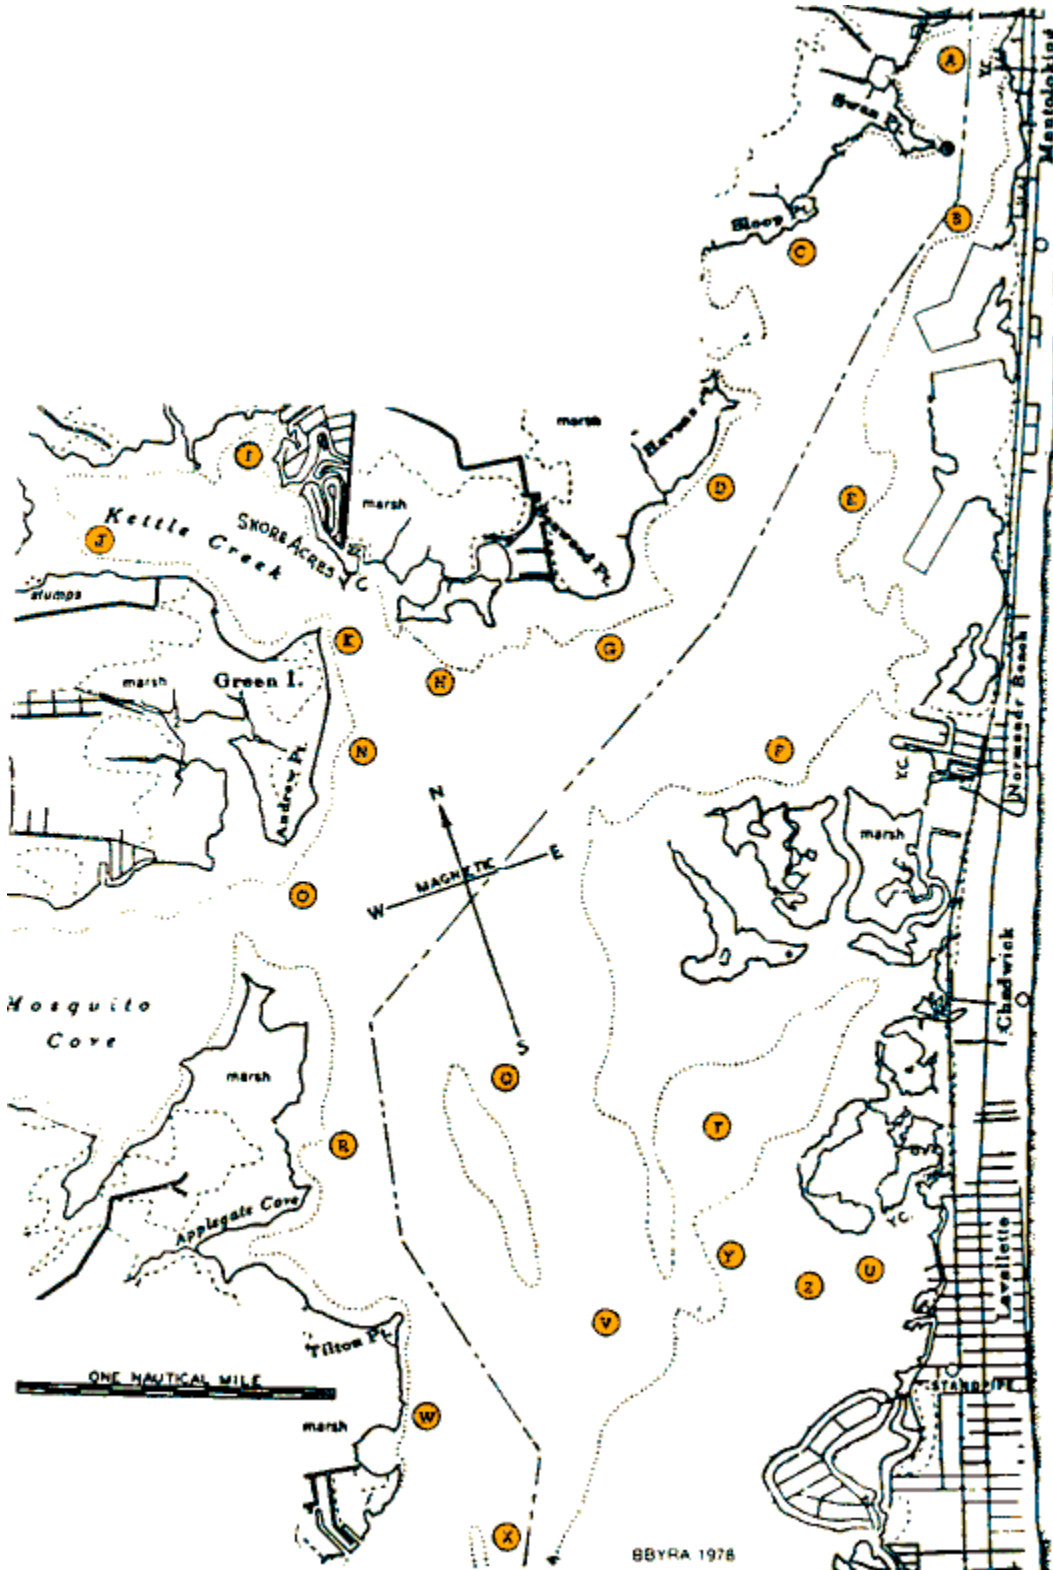 A
Y.C.
Mantoloking
Swan Pt.
B
Sloop Pt.
C
Havens Pt.
marsh
I
D
E
marsh
Kettle Creek
SHORE ACRES
Y.C.
J
stumps
K
G
H
marsh
Green I.
Normandy Beach
N
F
Y.C.
Andrew Pt.
N
marsh
E
MAGNETIC
W
O
Chadwick
Mosquito
Cove
S
marsh
Q
T
R
Applegate Cove
Y.C.
Lavallette
Y
U
Z
V
Tilton Pt.
ONE NAUTICAL MILE
STANDPIPE
W
marsh
X
BBYRA 1978